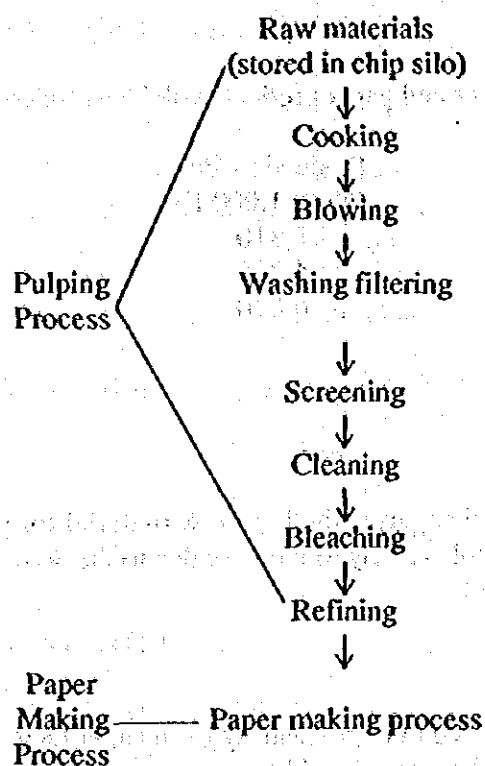 Raw materials
(stored in chip silo)
Cooking
Blowing
Pulping
Process
Washing filtering
Screening
Cleaning
Bleaching
Refining
Paper
Making
Process
Paper making process